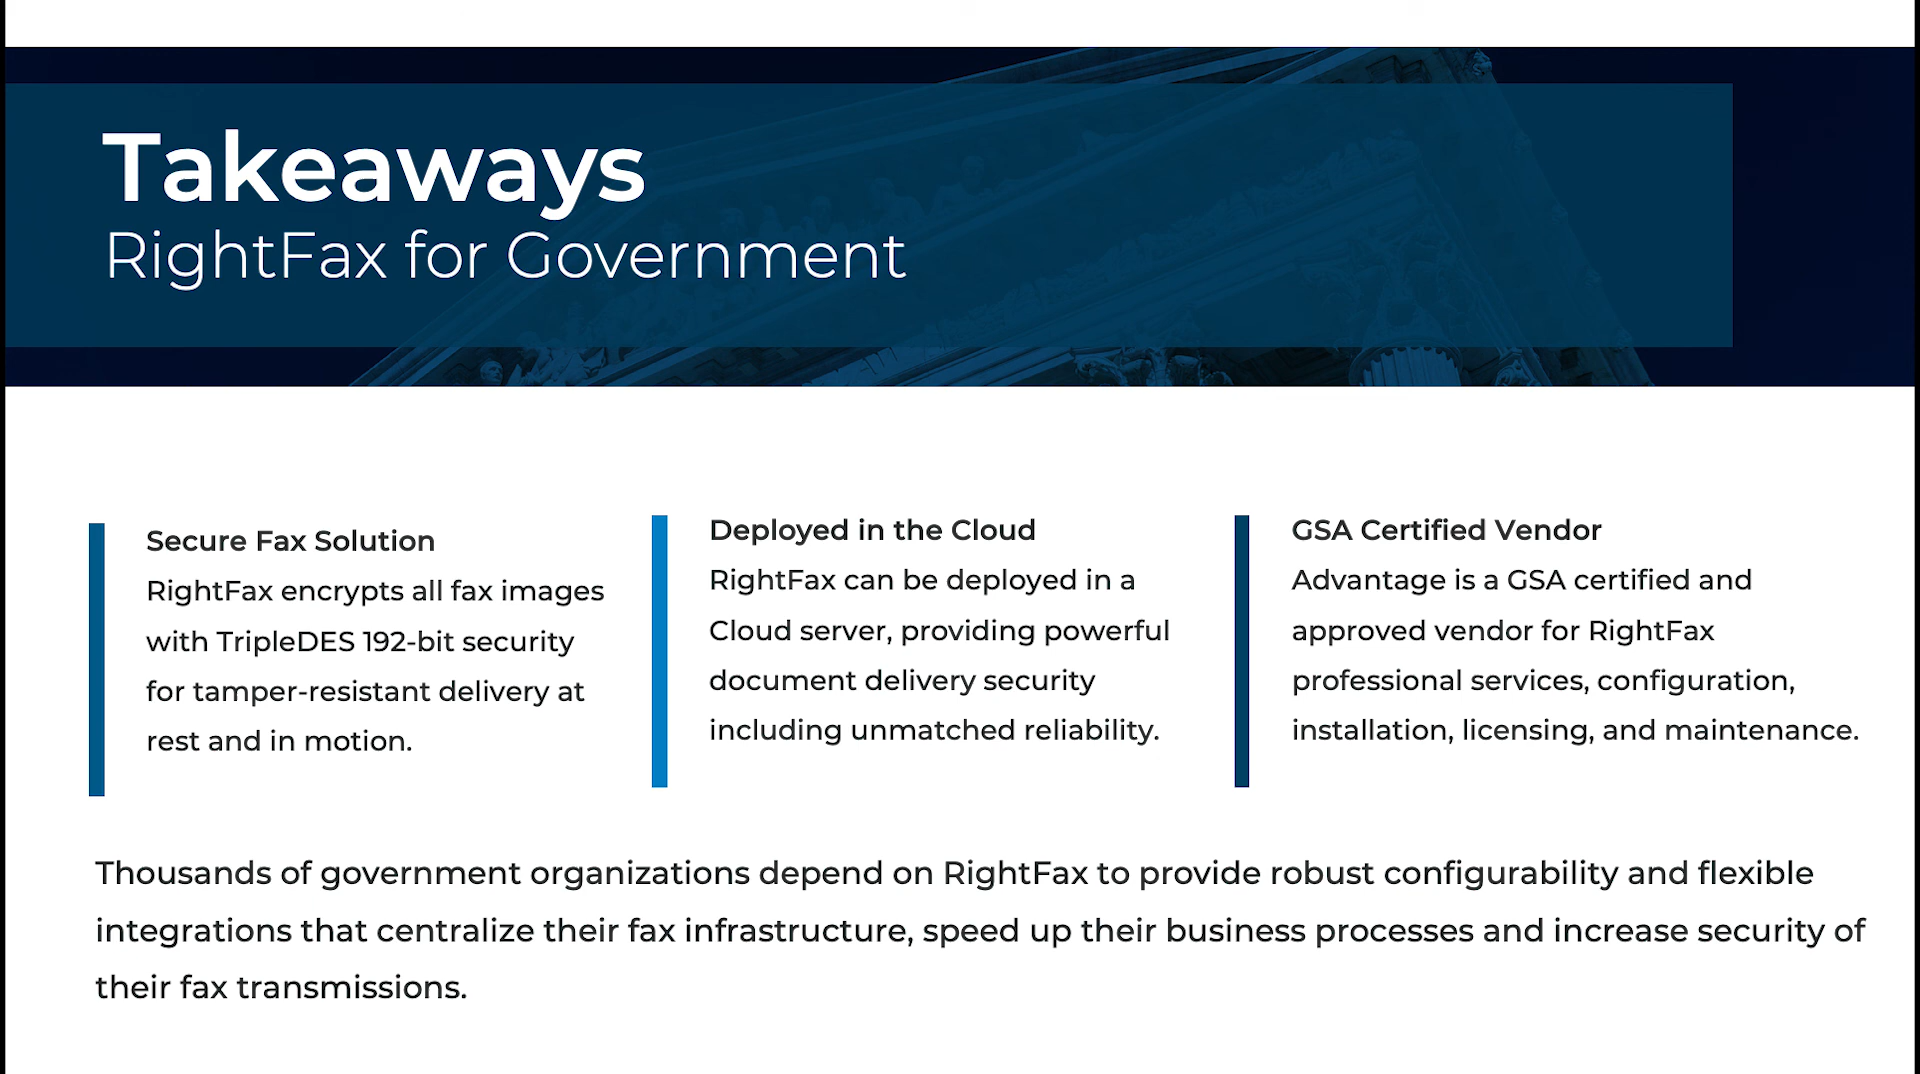 Takeaways
RightFax for Government
Secure Fax Solution
RightFax encrypts all fax images
with TripleDES 192-bit security
for tamper-resistant delivery at
rest and in motion.
Deployed in the Cloud
RightFax can be deployed in a
Cloud server, providing powerful
document delivery security
including unmatched reliability.
GSA Certified Vendor
Advantage is a GSA certified and
approved vendor for RightFax
professional services, configuration,
installation, licensing, and maintenance.
Thousands of government organizations depend on RightFax to provide robust configurability and flexible
integrations that centralize their fax infrastructure, speed up their business processes and increase security of
their fax transmissions.